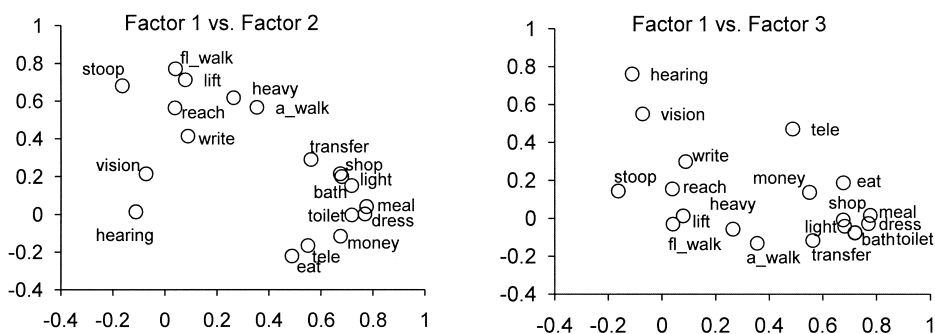 Factor 1 vs. Factor 2
1
0.8
0.6
0.4
0.2
0
-0.2
-0.4
-0.4
-0.2
0
0.2
0.4
0.6
0.8
1
stoop
fl_walk
lift
heavy
a_walk
reach
write
vision
hearing
transfer
shop
bath
light
toilet
meal
dress
money
tele
eat
Factor 1 vs. Factor 3
1
0.8
0.6
0.4
0.2
0
-0.2
-0.4
-0.4
-0.2
0
0.2
0.4
0.6
0.8
1
hearing
vision
tele
write
stoop
reach
money
eat
heavy
shop
lift
light
meal
dress
fl_walk
bath
toilet
a_walk
transfer